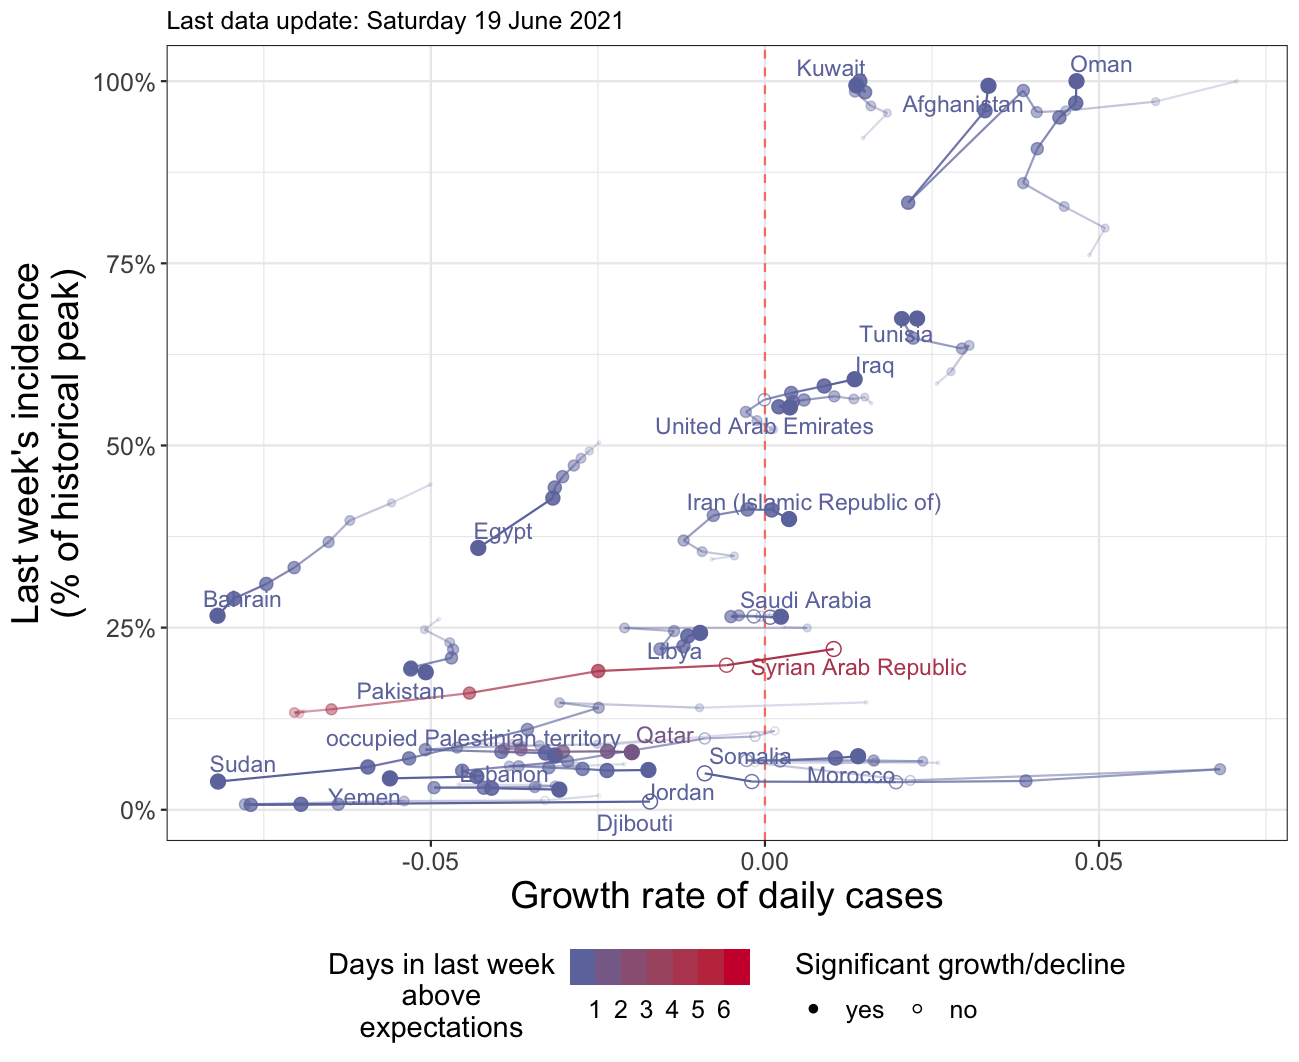 Last data update: Saturday 19 June 2021
100%
75%
50%
25%
0%
Last week's incidence
(% of historical peak)
Kuwait
Oman
Afghanistan
Tunisia
Iraq
United Arab Emirates
Iran (Islamic Republic of)
Egypt
Bahrain
Saudi Arabia
Libya
Syrian Arab Republic
Pakistan
Qatar
occupied Palestinian territory
Somalia
Sudan
Lebanon
Morocco
Jordan
Yemen
Djibouti
-0.05
0.00
0.05
Growth rate of daily cases
Days in last week
above
expectations
1 2 3 4 5 6
Significant growth/decline
yes no